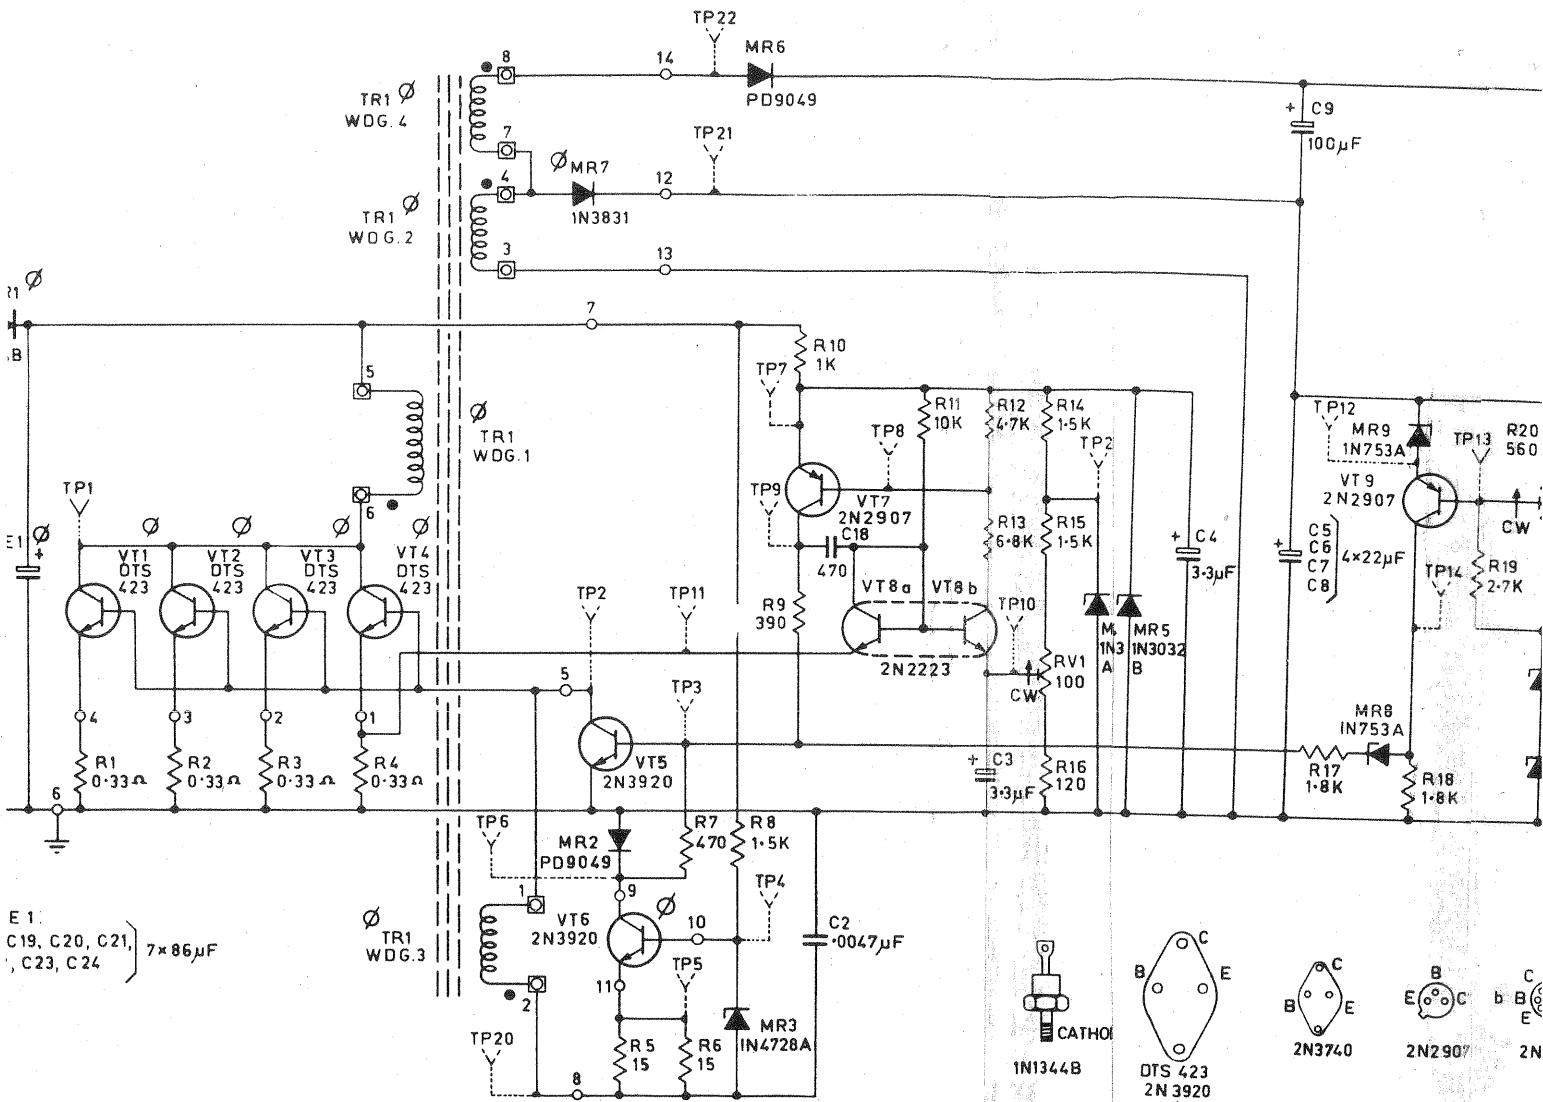 TP22
MR6
PD9049
8
14
TR1 Ø
WDG.4
+ C9
100µF
7
TP21
Ø MR7
1N3831
4
12
TR1 Ø
WDG.2
3
13
7
R10
1K
TP7
5
Ø
TR1
WDG.1
R11
10K
R12
4.7K
R14
1.5K
TP8
TP2
TP12
MR9
1N753A
TP13
R20
560
TP1
6
TP9
VT7
2N2907
VT9
2N2907
CW
Ø
VT1
DTS
423
Ø
VT2
DTS
423
Ø
VT3
DTS
423
Ø
VT4
DTS
423
C18
470
R13
6.8K
R15
1.5K
+ C4
3.3µF
+
C5
C6
C7
C8
4x22µF
TP14
R19
2.7K
TP2
TP11
R9
390
VT8a
VT8b
TP10
2N2223
MR5
1N3032
B
1N3
A
RV1
100
CW
5
TP3
4
3
2
1
MR8
1N753A
R1
0.33Ω
R2
0.33Ω
R3
0.33Ω
R4
0.33Ω
VT5
2N3920
+ C3
3.3µF
R16
120
R17
1.8K
R18
1.8K
6
TP6
MR2
PD9049
R7
470
R8
1.5K
9
TP4
1
VT6
2N3920
Ø
10
C2
.0047µF
E1
C19, C20, C21,
, C23, C24
7x86µF
Ø
TR1
WDG.3
11
TP5
2
MR3
1N4728A
TP20
R5
15
R6
15
8
CATHO
1N1344B
B
C
E
DTS 423
2N3920
B
C
E
2N3740
E
B
C
2N2907
b
C
B
E
2N